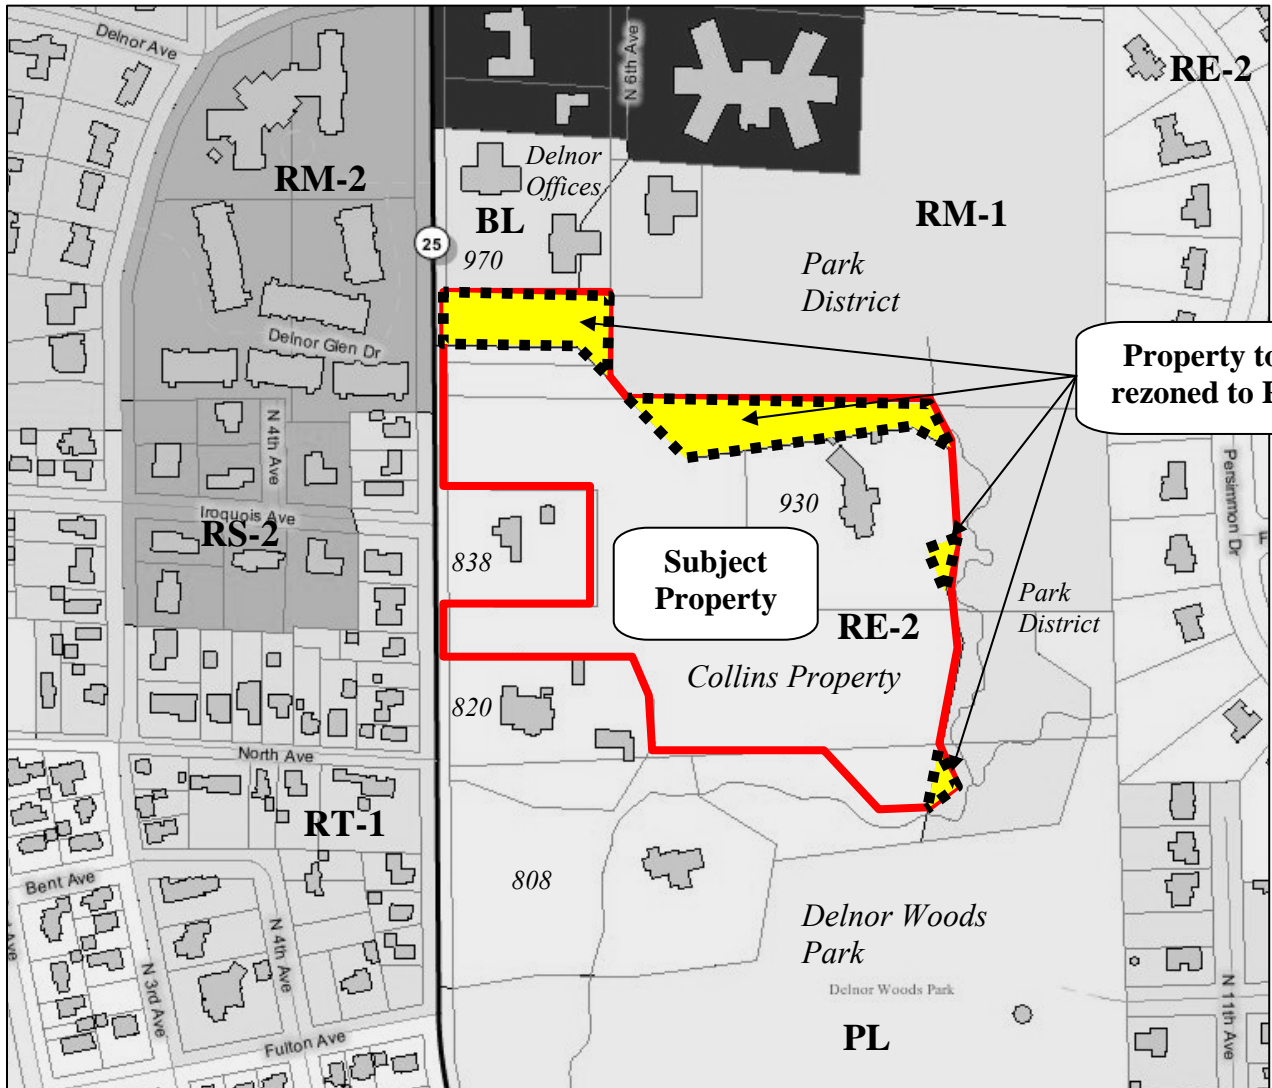 Delnor Ave
N 6th Ave
RE-2
RM-2
Delnor
Offices
BL
970
25
RM-1
Park
District
Delnor Glen Dr
Property to
rezoned to
N 4th Ave
Iroquois Ave
RS-2
838
930
Subject
Property
RE-2
Persimmon Dr
Park
District
Collins Property
820
North Ave
RT-1
Bent Ave
808
Delnor Woods
Park
Delnor Woods Park
N 3rd Ave
N 4th Ave
N 11th Ave
Fulton Ave
PL
Ave